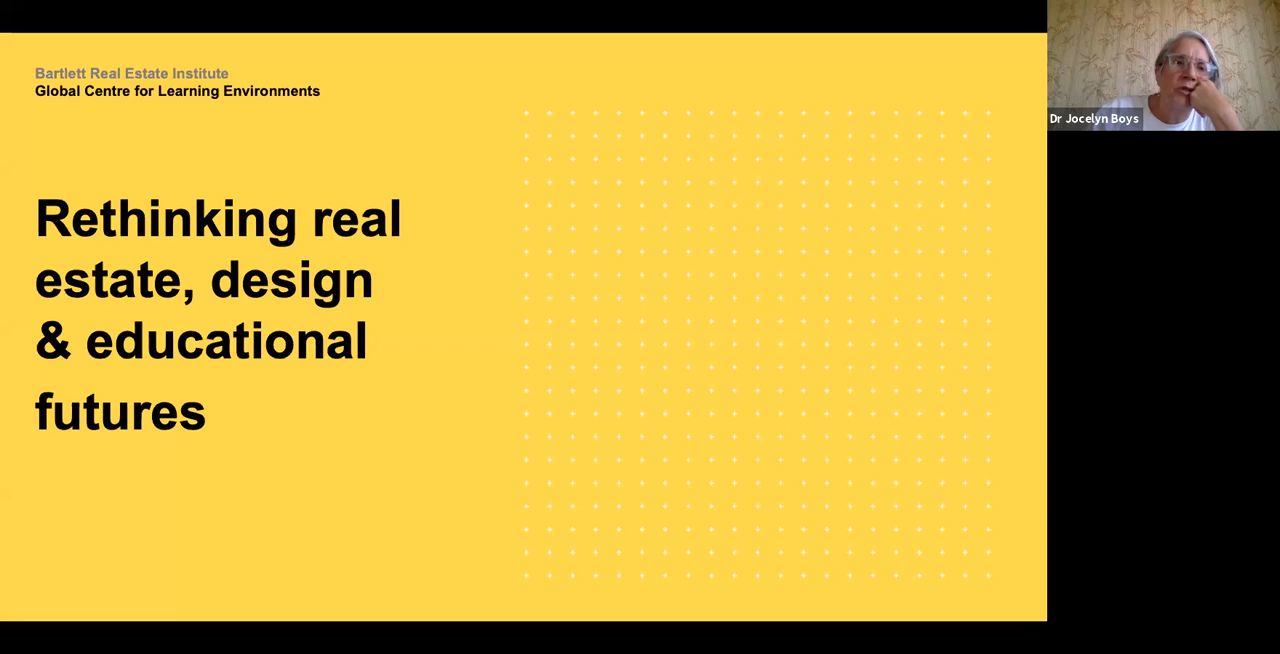 Bartlett Real Estate Institute
Global Centre for Learning Environments
Rethinking real
estate, design
& educational
futures
Dr Jocelyn Boys